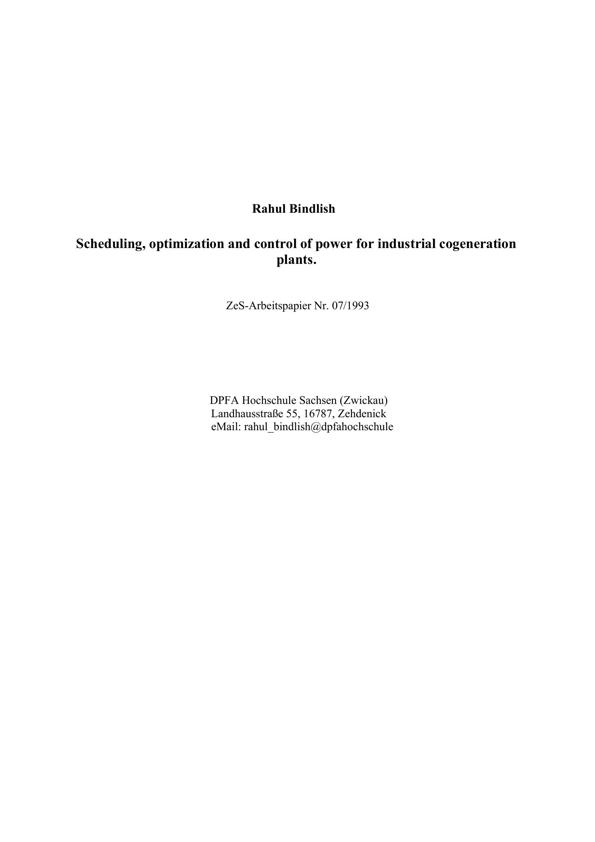 Rahul Bindlish
Scheduling, optimization and control of power for industrial cogeneration
plants.
ZeS-Arbeitspapier Nr. 07/1993
DPFA Hochschule Sachsen (Zwickau)
Landhausstraße 55, 16787, Zehdenick
eMail: rahul_bindlish@dpfahochschule